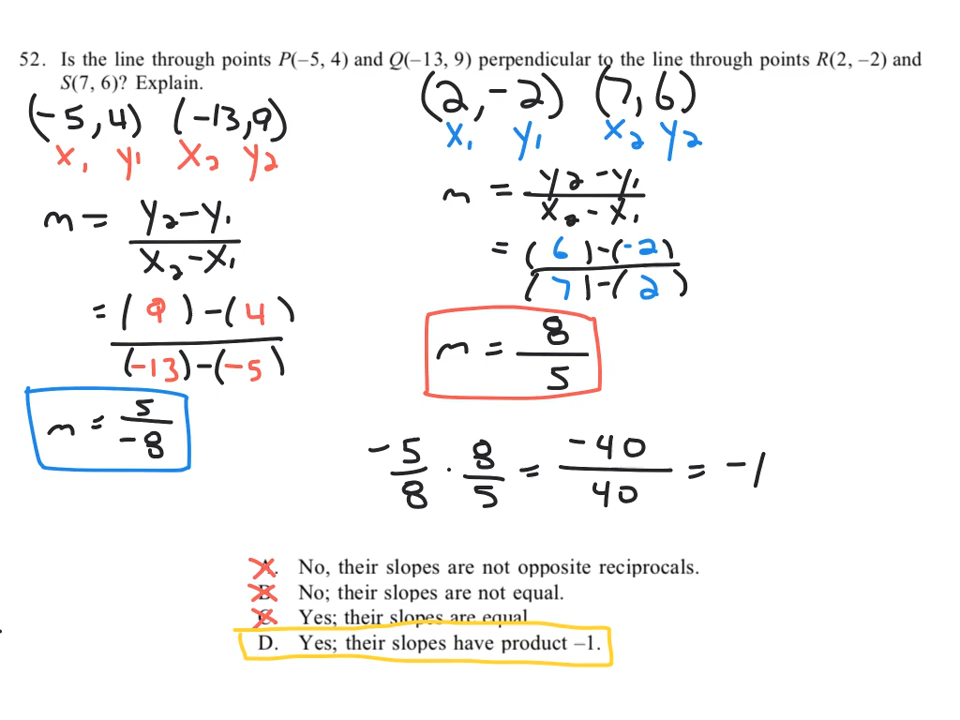 52. Is the line through points P(−5, 4) and Q(−13, 9) perpendicular to the line through points R(2, −2) and
S(7, 6)? Explain.
(-5,4) (-13,9)
x₁ y₁ x₂ y₂
m = y₂-y₁
x₂-x₁
= (9)-(4)
(-13)-(-5)
m = 5
-8
(2,-2) (7,6)
x₁ y₁ x₂ y₂
m = y₂-y₁
x₂-x₁
= (6)-(-2)
(7)-(2)
m = 8
5
-5/8 · 8/5 = -40/40 = -1
A. No, their slopes are not opposite reciprocals.
B. No; their slopes are not equal.
C. Yes; their slopes are equal
D. Yes; their slopes have product −1.